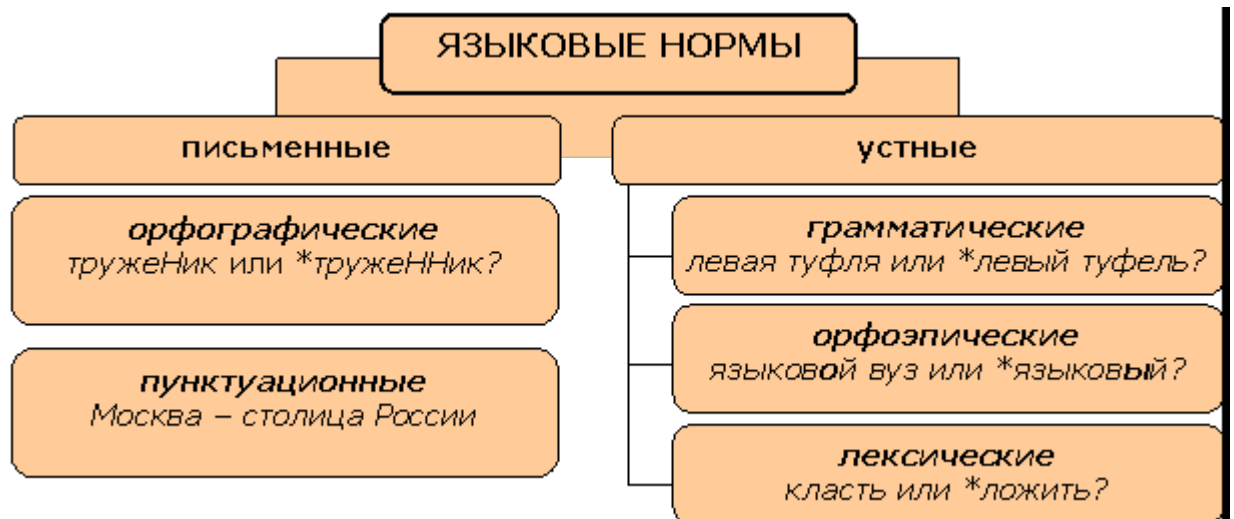 ЯЗЫКОВЫЕ НОРМЫ
письменные
орфографические
тружеНик или *тружеННик?
пунктуационные
Москва – столица России
устные
грамматические
левая туфля или *левый туфель?
орфоэпические
языковой вуз или *языковый?
лексические
класть или *ложить?